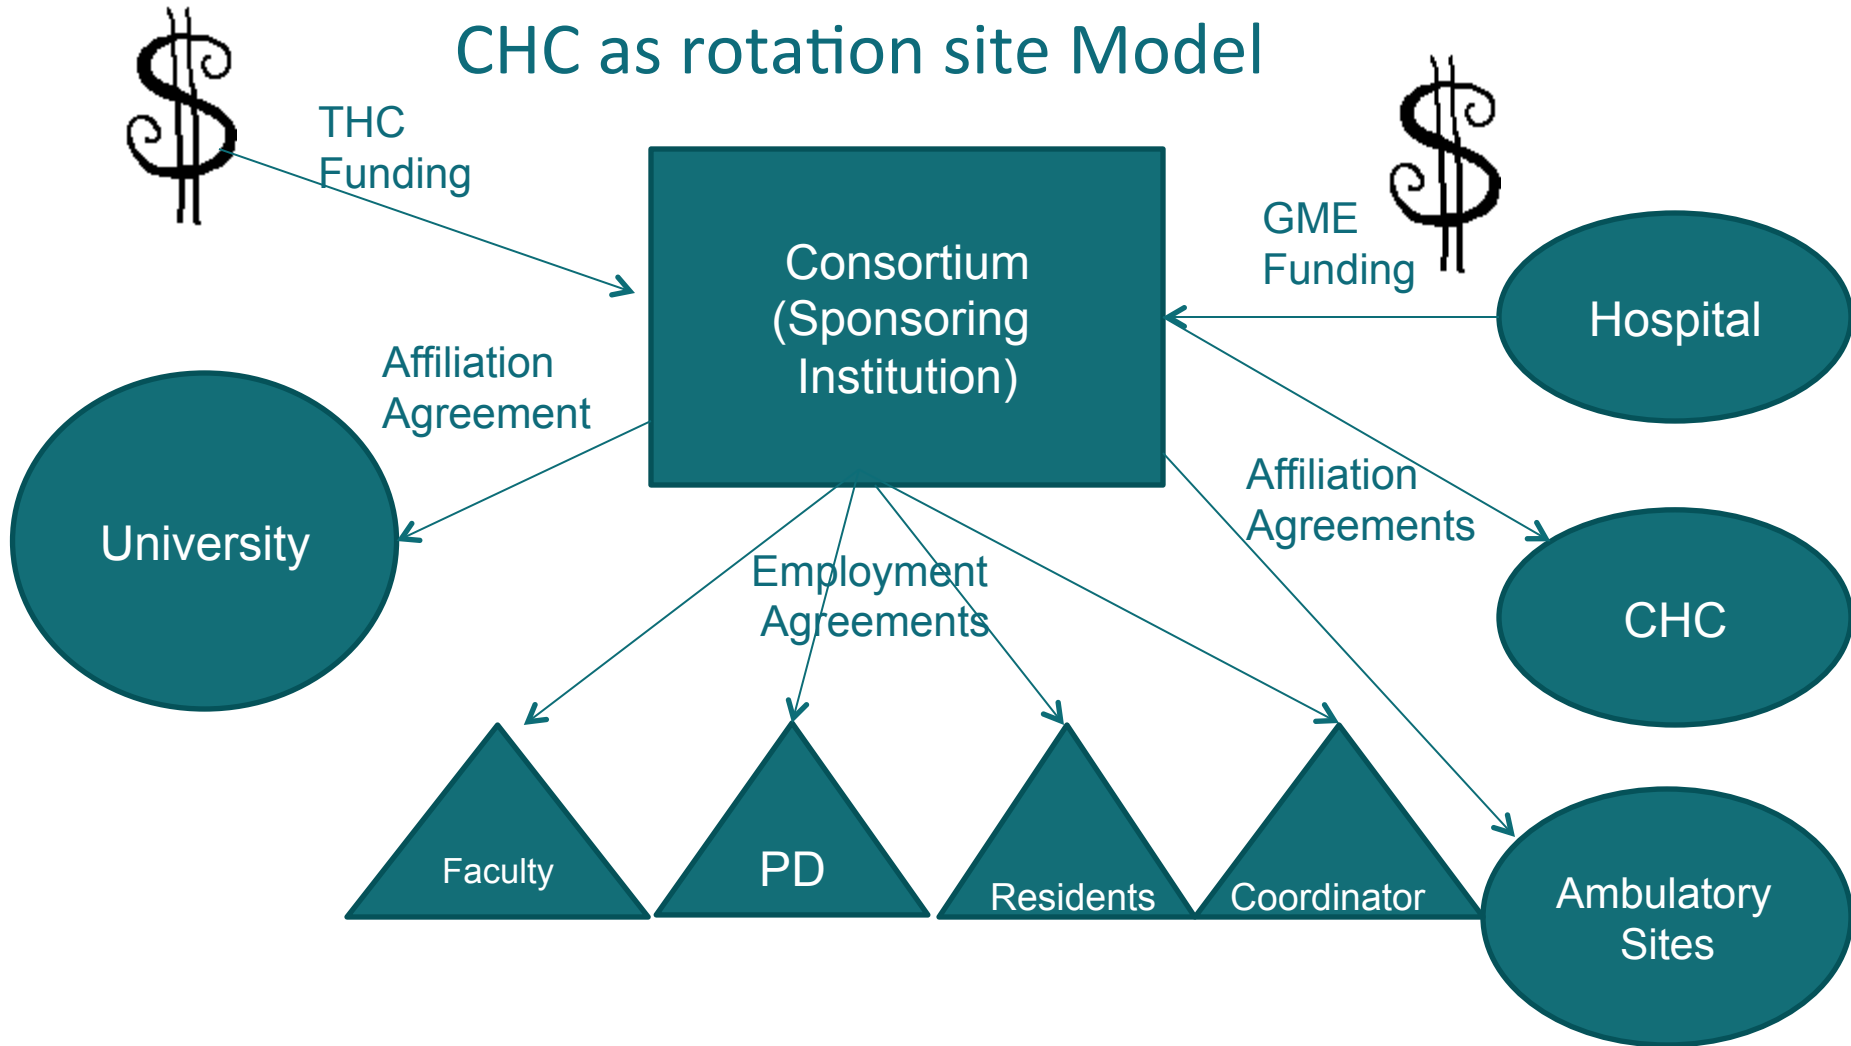 CHC as rotation site Model
THC
Funding
GME
Funding
Consortium
(Sponsoring
Institution)
Hospital
Affiliation
Agreement
Affiliation
Agreements
University
Employment
Agreements
CHC
Faculty
PD
Residents
Coordinator
Ambulatory
Sites